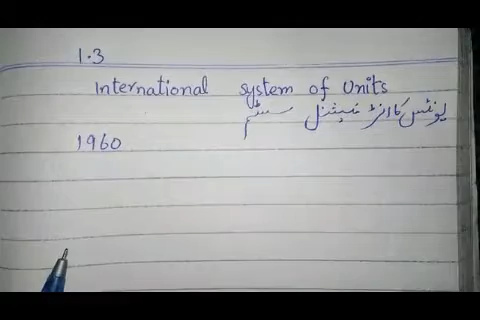 1.3
International system of Units
یونٹس کا انٹرنیشنل سسٹم
1960